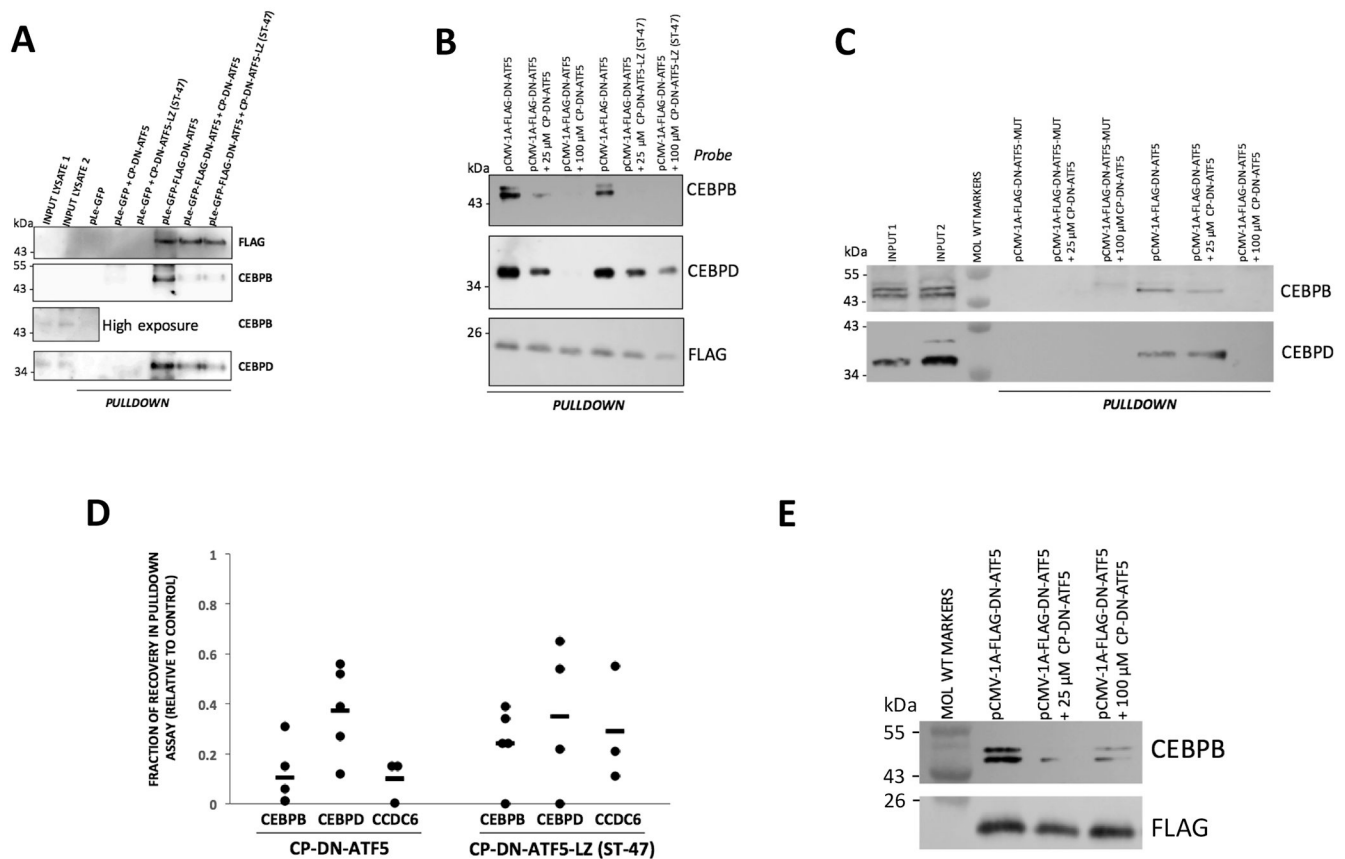 A
INPUT LYSATE 1
INPUT LYSATE 2
pLe-GFP
pLe-GFP + CP-DN-ATF5
pLe-GFP + CP-DN-ATF5-LZ (ST-47)
pLe-GFP-FLAG-DN-ATF5
pLe-GFP-FLAG-DN-ATF5 + CP-DN-ATF5
pLe-GFP-FLAG-DN-ATF5 + CP-DN-ATF5-LZ (ST-47)
kDa
43
FLAG
55
43
CEBPB
43
High exposure
CEBPB
34
CEBPD
PULLDOWN
B
pCMV-1A-FLAG-DN-ATF5
pCMV-1A-FLAG-DN-ATF5
+ 25 µM CP-DN-ATF5
pCMV-1A-FLAG-DN-ATF5
+ 100 µM CP-DN-ATF5
pCMV-1A-FLAG-DN-ATF5
pCMV-1A-FLAG-DN-ATF5
+ 25 µM CP-DN-ATF5-LZ (ST-47)
pCMV-1A-FLAG-DN-ATF5
+ 100 µM CP-DN-ATF5-LZ (ST-47)
Probe
kDa
43
CEBPB
34
CEBPD
26
FLAG
PULLDOWN
C
INPUT 1
INPUT 2
MOL WT MARKERS
pCMV-1A-FLAG-DN-ATF5-MUT
pCMV-1A-FLAG-DN-ATF5-MUT
+ 25 µM CP-DN-ATF5
pCMV-1A-FLAG-DN-ATF5-MUT
+ 100 µM CP-DN-ATF5
pCMV-1A-FLAG-DN-ATF5
pCMV-1A-FLAG-DN-ATF5
+ 25 µM CP-DN-ATF5
pCMV-1A-FLAG-DN-ATF5
+ 100 µM CP-DN-ATF5
kDa
55
43
CEBPB
43
34
CEBPD
PULLDOWN
D
FRACTION OF RECOVERY IN PULLDOWN
ASSAY (RELATIVE TO CONTROL)
1
0.8
0.6
0.4
0.2
0
CEBPB CEBPD CCDC6 CEBPB CEBPD CCDC6
CP-DN-ATF5 CP-DN-ATF5-LZ (ST-47)
E
MOL WT MARKERS
pCMV-1A-FLAG-DN-ATF5
pCMV-1A-FLAG-DN-ATF5
+ 25 µM CP-DN-ATF5
pCMV-1A-FLAG-DN-ATF5
+ 100 µM CP-DN-ATF5
kDa
55
43
CEBPB
26
FLAG